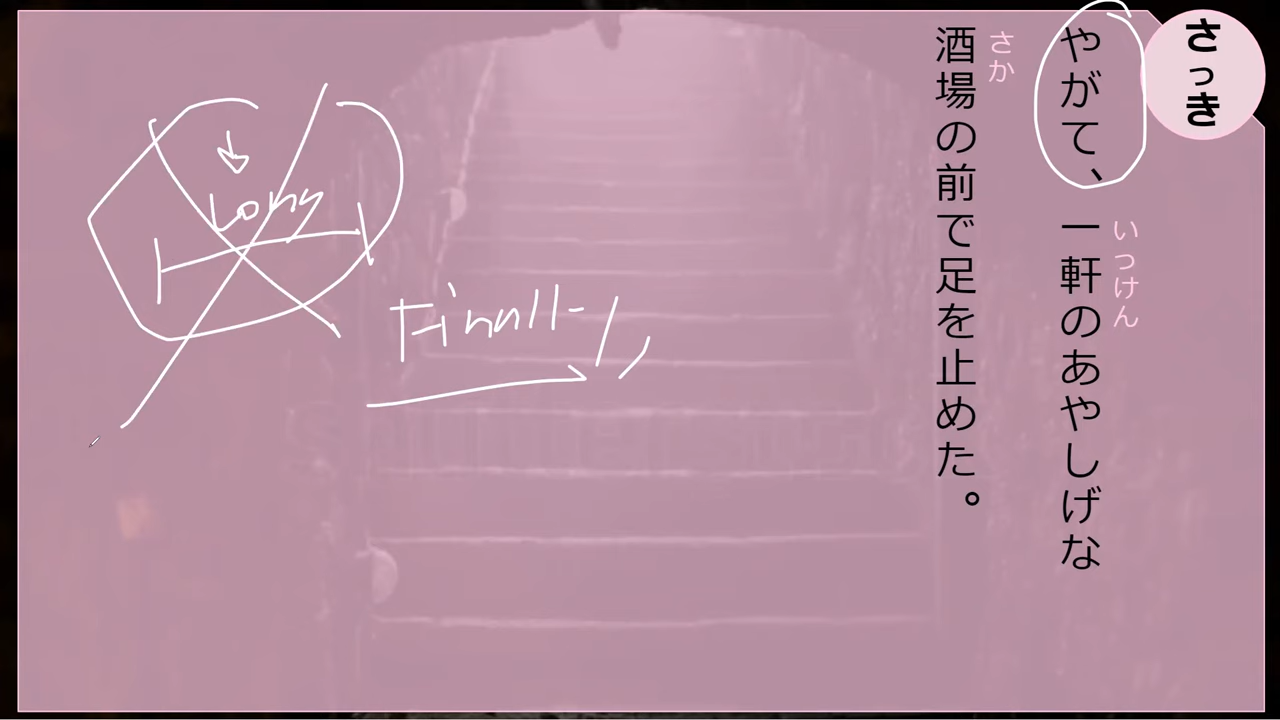 さっき
やがて、一軒のあやしげな
いっけん
酒場の前で足を止めた。
さか
Long
Finally,